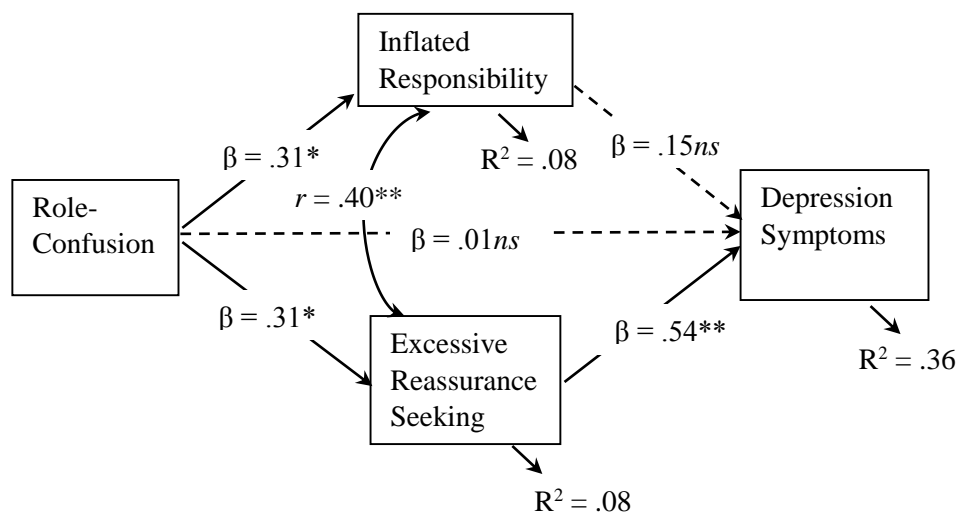 Inflated
Responsibility
β = .31*
R² = .08
β = .15ns
r = .40**
Role-
Confusion
β = .01ns
Depression
Symptoms
β = .31*
β = .54**
Excessive
Reassurance
Seeking
R² = .36
R² = .08